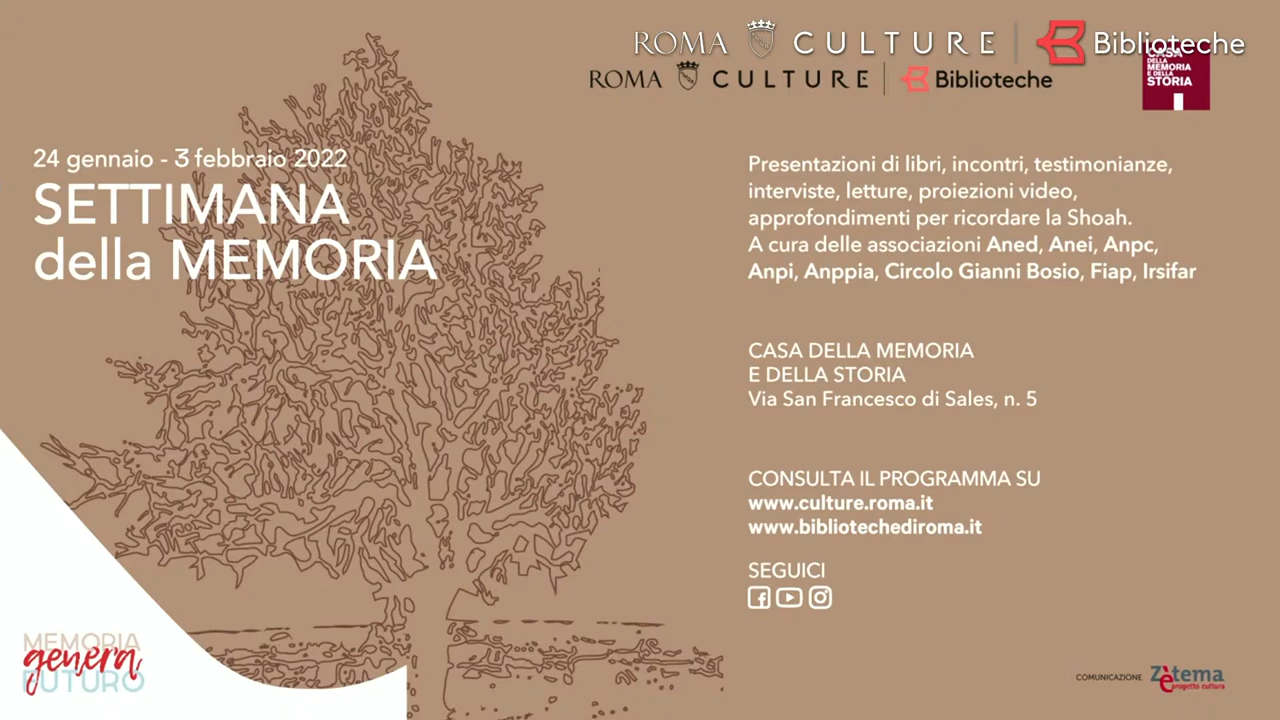 ROMA CULTURE Biblioteche
ROMA CULTURE Biblioteche
CASA
DELLA
MEMORIA
E DELLA
STORIA
24 gennaio - 3 febbraio 2022
SETTIMANA
della MEMORIA
Presentazioni di libri, incontri, testimonianze,
interviste, letture, proiezioni video,
approfondimenti per ricordare la Shoah.
A cura delle associazioni Aned, Anei, Anpc,
Anpi, Anppia, Circolo Gianni Bosio, Fiap, Irsifar
CASA DELLA MEMORIA
E DELLA STORIA
Via San Francesco di Sales, n. 5
CONSULTA IL PROGRAMMA SU
www.culture.roma.it
www.bibliotechediroma.it
SEGUICI
MEMORIA
genera
FUTURO
COMUNICAZIONE Zètema
progetto cultura